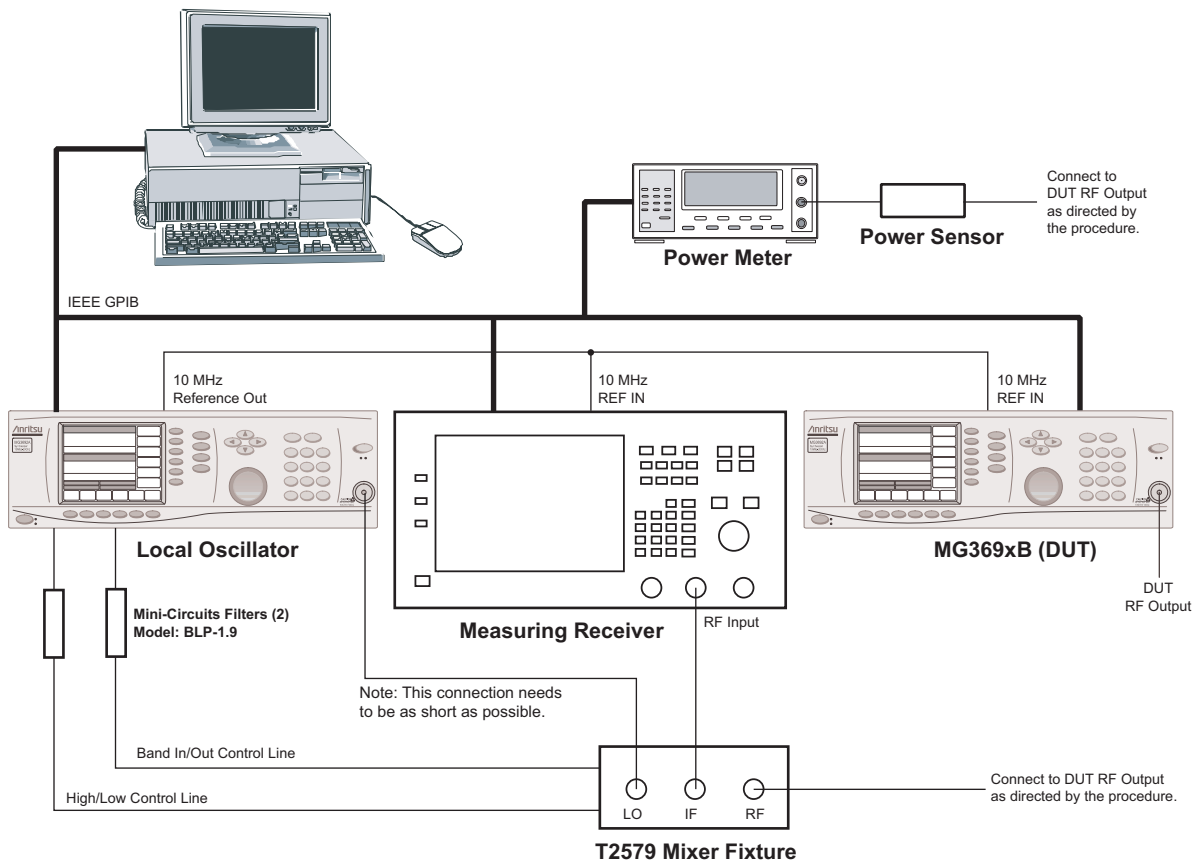 Connect to
DUT RF Output
as directed by
the procedure.
Power Sensor
Power Meter
IEEE GPIB
10 MHz
Reference Out
10 MHz
REF IN
10 MHz
REF IN
Anritsu
Anritsu
Local Oscillator
MG369xB (DUT)
DUT
RF Output
Mini-Circuits Filters (2)
Model: BLP-1.9
Measuring Receiver
RF Input
Note: This connection needs
to be as short as possible.
Band In/Out Control Line
High/Low Control Line
LO
IF
RF
Connect to DUT RF Output
as directed by the procedure.
T2579 Mixer Fixture